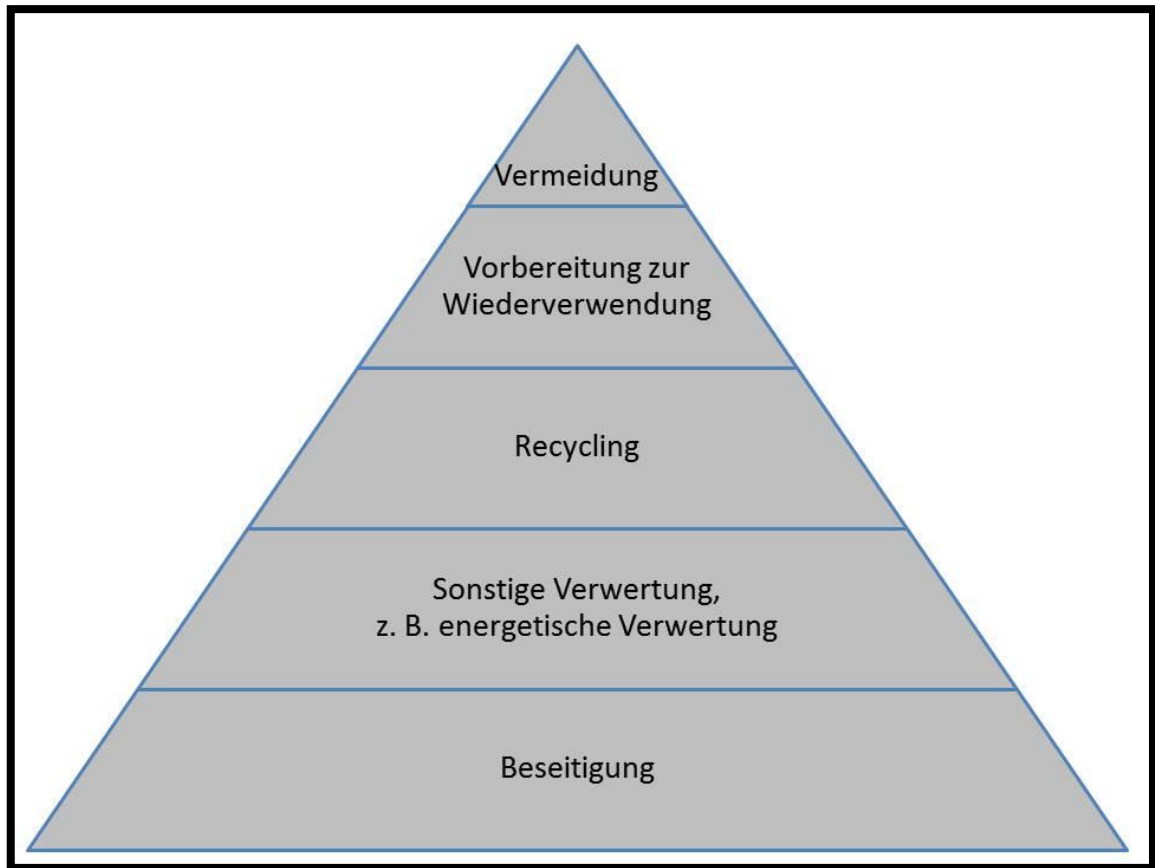 Vermeidung
Vorbereitung zur
Wiederverwendung
Recycling
Sonstige Verwertung,
z. B. energetische Verwertung
Beseitigung